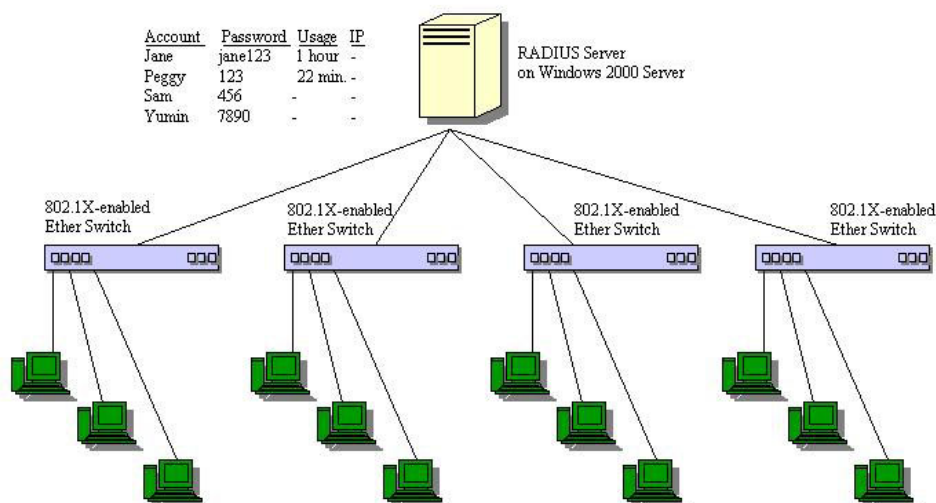 Account Password Usage IP
Jane jane123 1 hour -
Peggy 123 22 min. -
Sam 456 - -
Yumin 7890 - -
RADIUS Server
on Windows 2000 Server
802.1X-enabled
Ether Switch
802.1X-enabled
Ether Switch
802.1X-enabled
Ether Switch
802.1X-enabled
Ether Switch